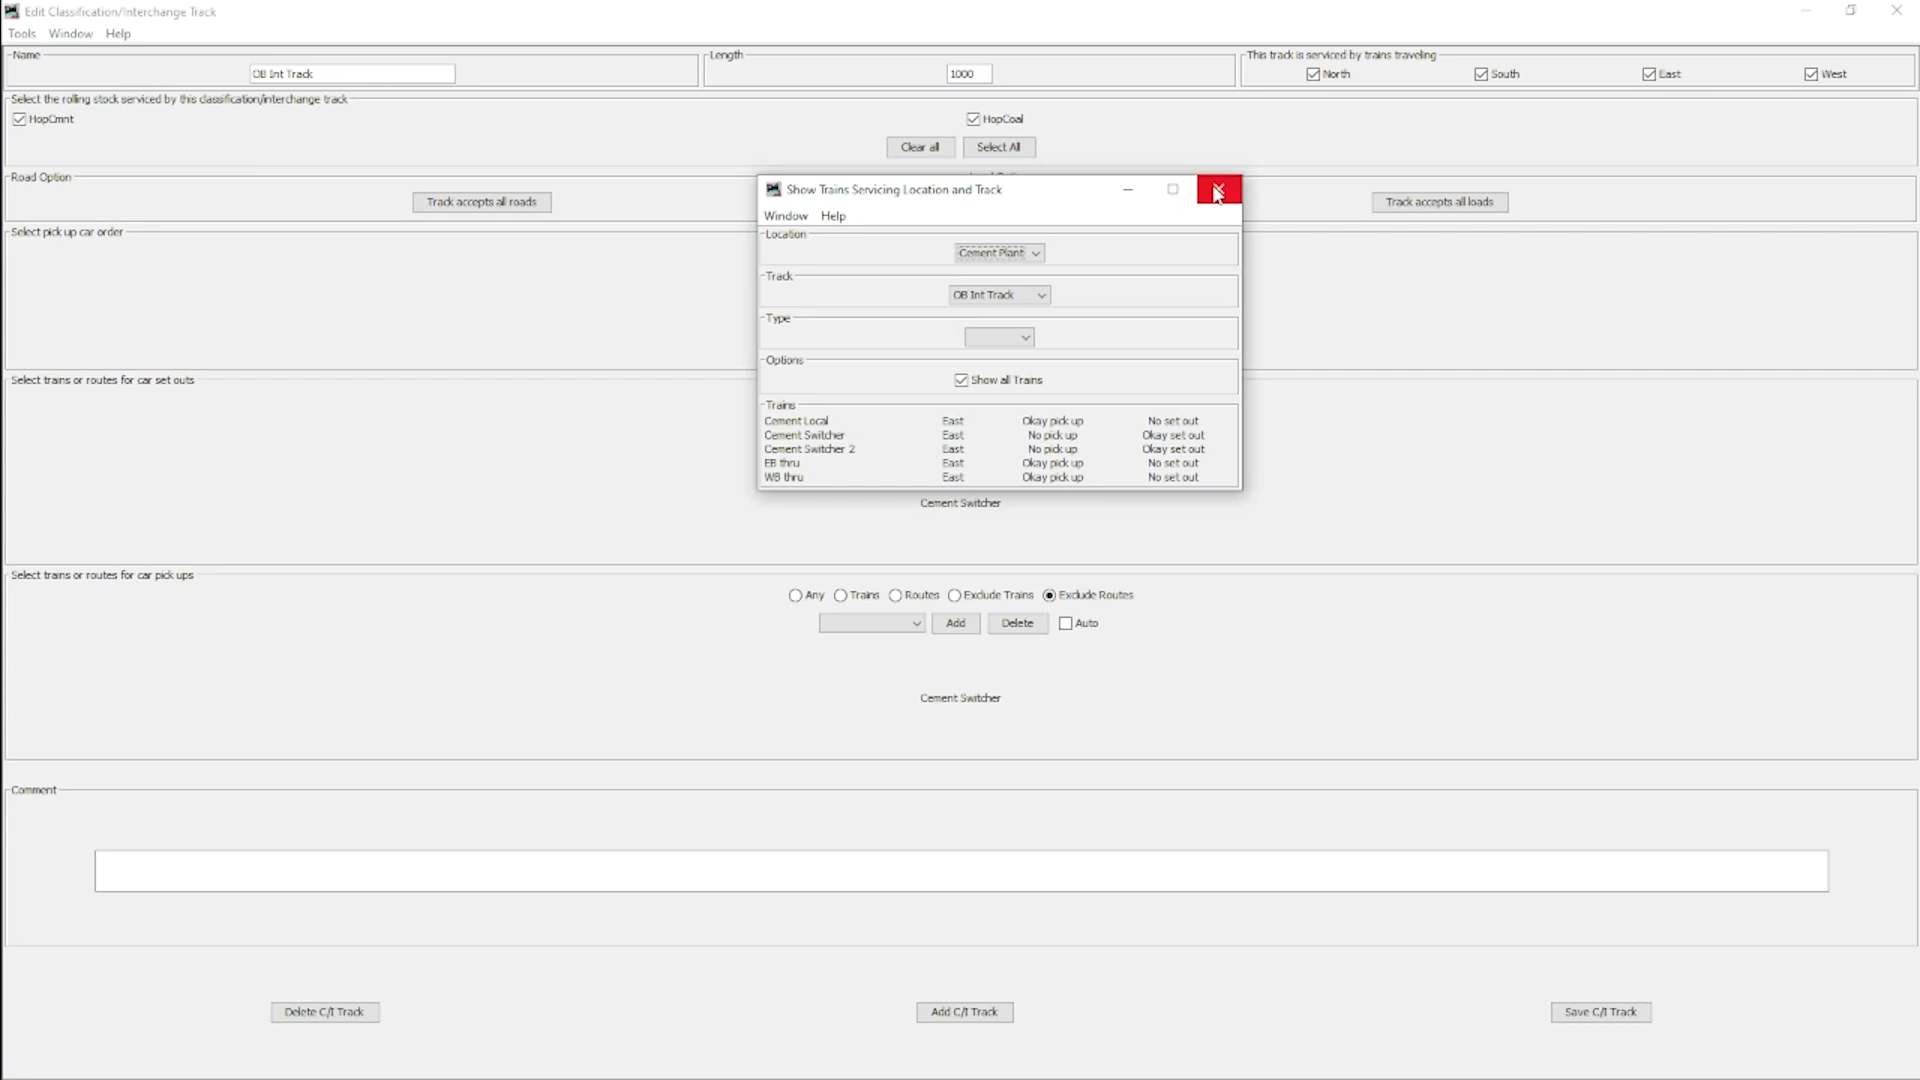 Edit Classification/Interchange Track
Tools Window Help
Name
OB Int Track
Length
1000
This track is serviced by trains traveling
North South East West
Select the rolling stock serviced by this classification/interchange track
HopCmnt HopCoal
Clear all Select All
Road Option
Track accepts all roads
Track accepts all loads
Select pick up car order
Show Trains Servicing Location and Track
Window Help
Location
Cement Plant
Track
OB Int Track
Type
Options
Show all Trains
Trains
Cement Local East Okay pick up No set out
Cement Switcher East No pick up Okay set out
Cement Switcher 2 East No pick up Okay set out
EB thru East Okay pick up No set out
WB thru East Okay pick up No set out
Select trains or routes for car set outs
Cement Switcher
Select trains or routes for car pick ups
Any Trains Routes Exclude Trains Exclude Routes
Add Delete Auto
Cement Switcher
Comment
Delete C/I Track Add C/I Track Save C/I Track